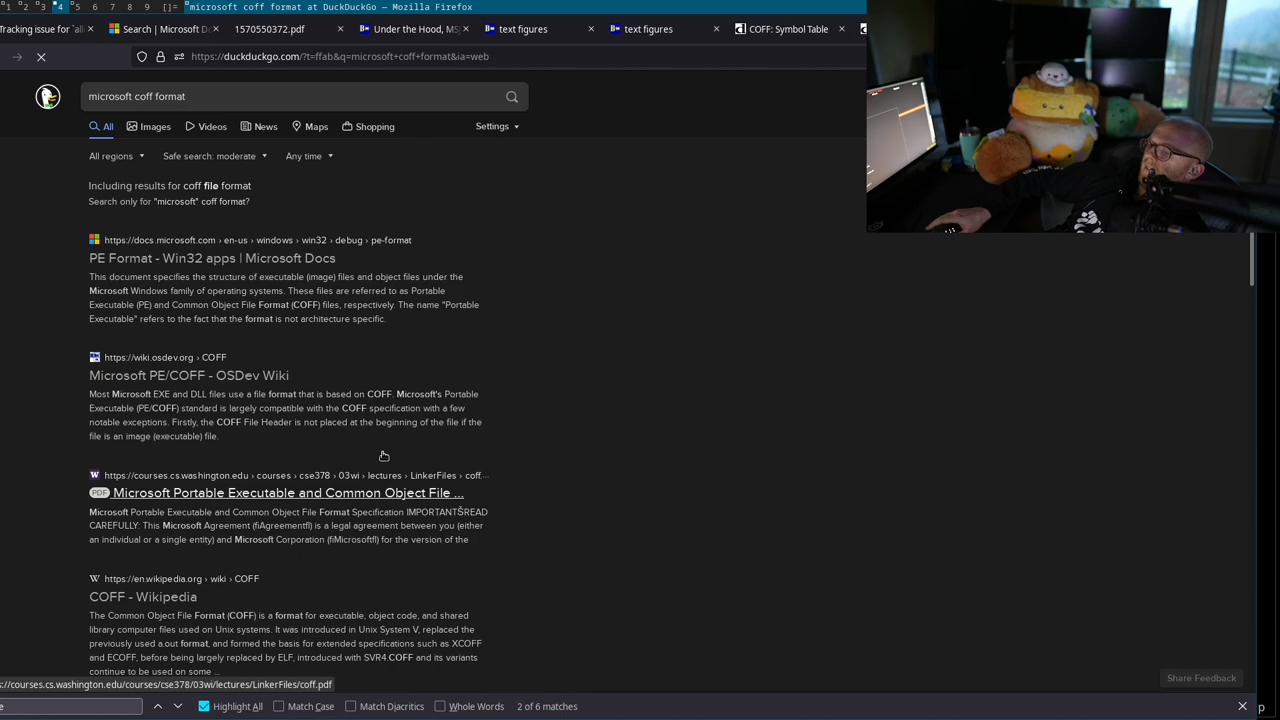 1 2 3 4 5 6 7 8 9 []= microsoft coff format at DuckDuckGo — Mozilla Firefox
Tracking issue for `all
Search | Microsoft Do
1570550372.pdf
Under the Hood, MS
text figures
text figures
COFF: Symbol Table
https://duckduckgo.com/?t=ffab&q=microsoft+coff+format&ia=web
microsoft coff format
All Images Videos News Maps Shopping Settings
All regions Safe search: moderate Any time
Including results for coff file format
Search only for "microsoft" coff format?
https://docs.microsoft.com › en-us › windows › win32 › debug › pe-format
PE Format - Win32 apps | Microsoft Docs
This document specifies the structure of executable (image) files and object files under the
Microsoft Windows family of operating systems. These files are referred to as Portable
Executable (PE) and Common Object File Format (COFF) files, respectively. The name "Portable
Executable" refers to the fact that the format is not architecture specific.
https://wiki.osdev.org › COFF
Microsoft PE/COFF - OSDev Wiki
Most Microsoft EXE and DLL files use a file format that is based on COFF. Microsoft's Portable
Executable (PE/COFF) standard is largely compatible with the COFF specification with a few
notable exceptions. Firstly, the COFF File Header is not placed at the beginning of the file if the
file is an image (executable) file.
https://courses.cs.washington.edu › courses › cse378 › 03wi › lectures › LinkerFiles › coff....
PDF Microsoft Portable Executable and Common Object File ...
Microsoft Portable Executable and Common Object File Format Specification IMPORTANTŠREAD
CAREFULLY: This Microsoft Agreement (fiAgreementfl) is a legal agreement between you (either
an individual or a single entity) and Microsoft Corporation (fiMicrosoftfl) for the version of the
https://en.wikipedia.org › wiki › COFF
COFF - Wikipedia
The Common Object File Format (COFF) is a format for executable, object code, and shared
library computer files used on Unix systems. It was introduced in Unix System V, replaced the
previously used a.out format, and formed the basis for extended specifications such as XCOFF
and ECOFF, before being largely replaced by ELF, introduced with SVR4.COFF and its variants
continue to be used on some ...
s://courses.cs.washington.edu/courses/cse378/03wi/lectures/LinkerFiles/coff.pdf
Share Feedback
e Highlight All Match Case Match Diacritics Whole Words 2 of 6 matches
p